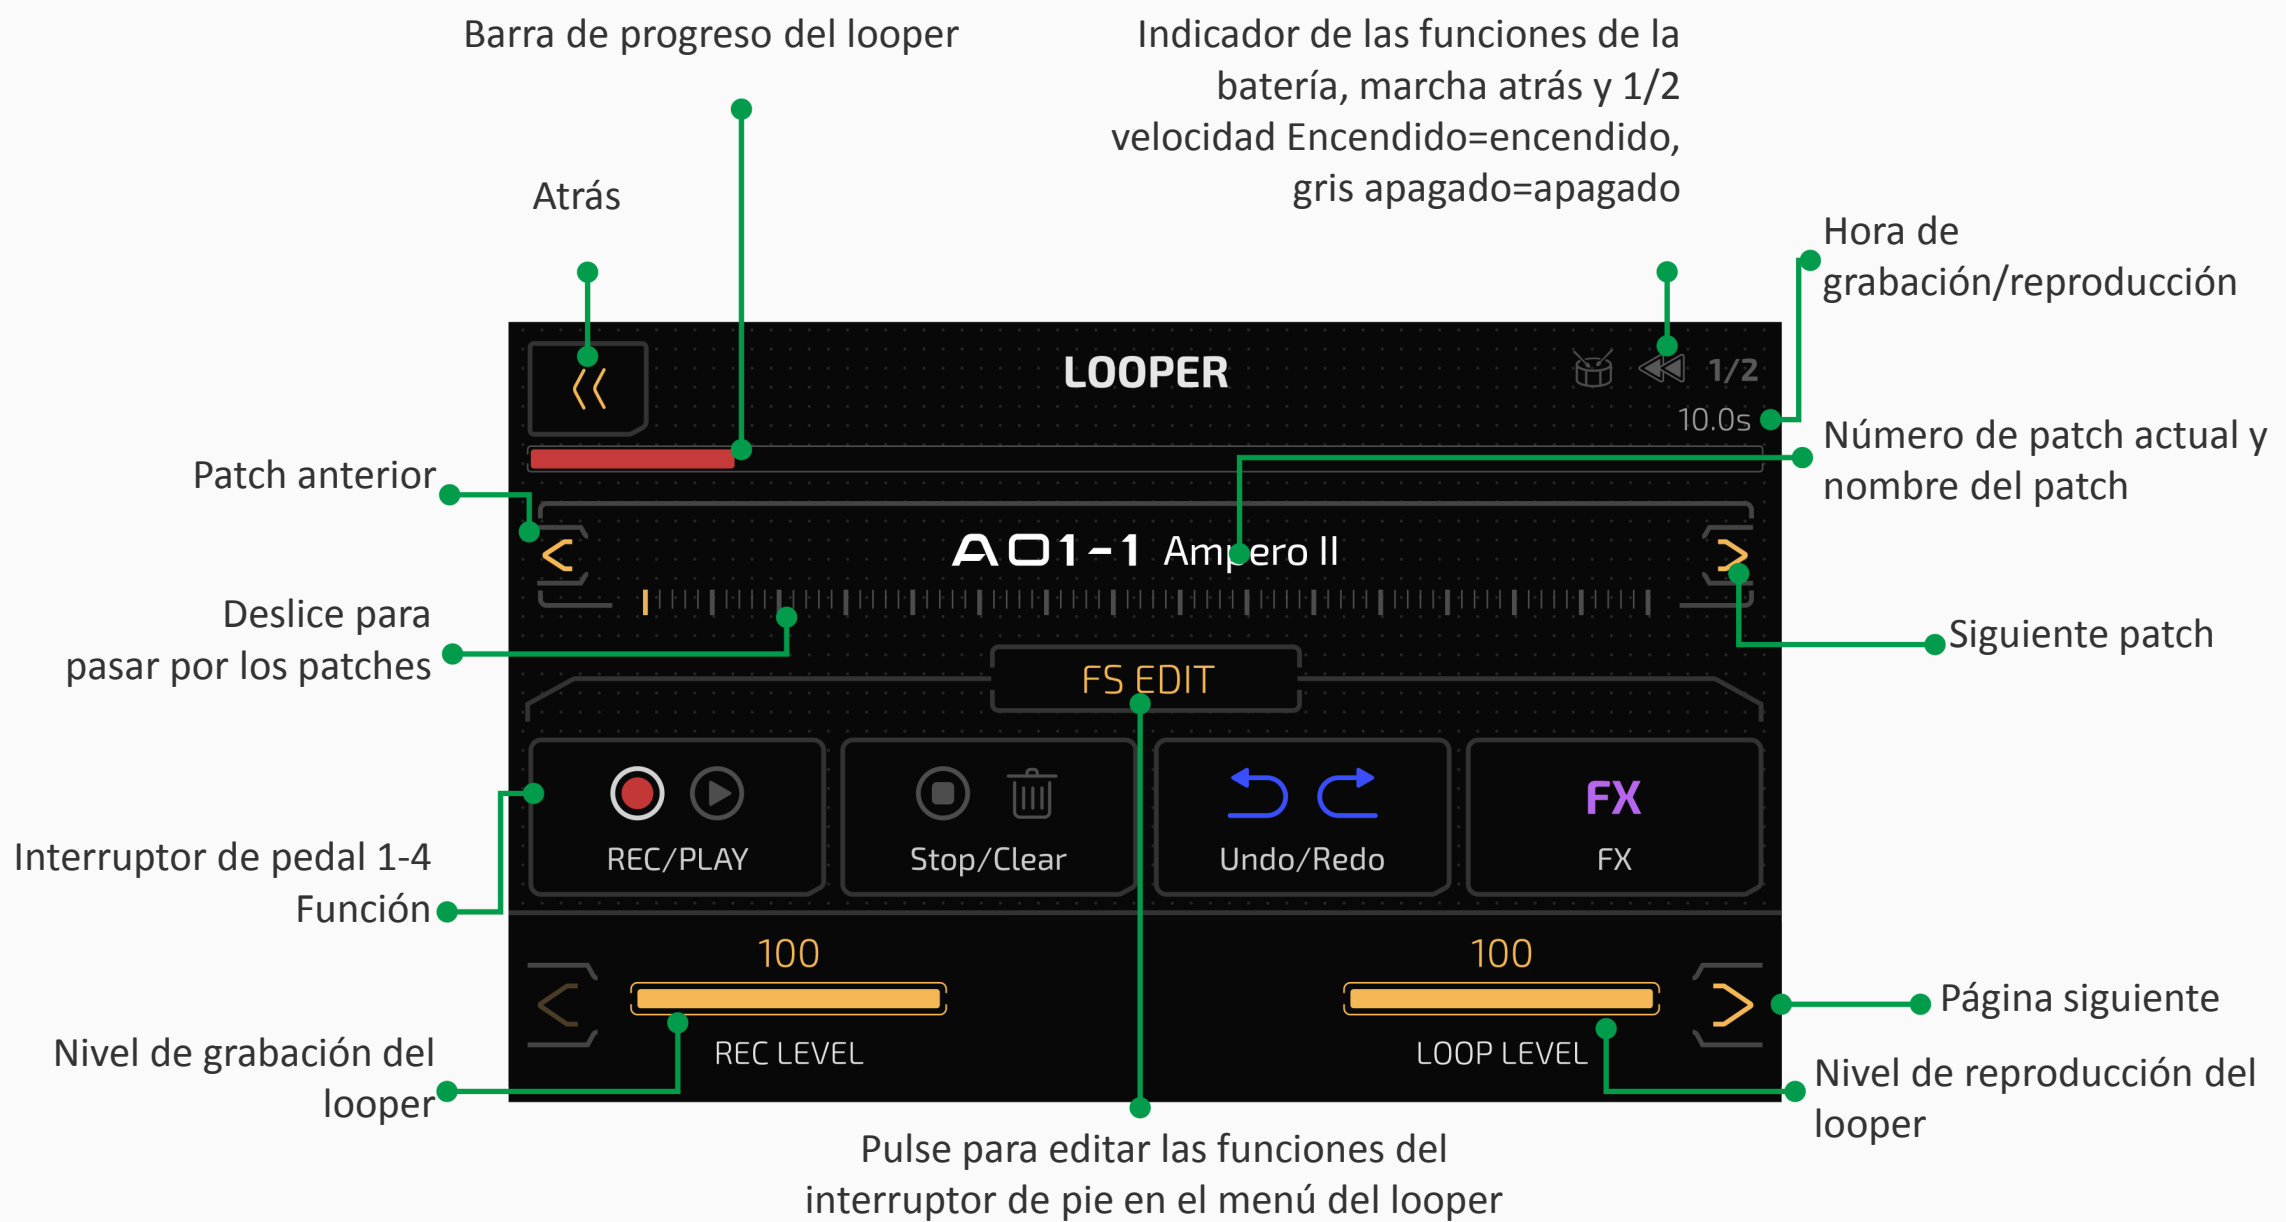 Barra de progreso del looper
Indicador de las funciones de la
batería, marcha atrás y 1/2
velocidad Encendido=encendido,
gris apagado=apagado
Atrás
Hora de
grabación/reproducción
LOOPER
1/2
10.0s
Número de patch actual y
nombre del patch
Patch anterior
A01-1 Ampero II
Deslice para
pasar por los patches
Siguiente patch
FS EDIT
FX
REC/PLAY
Stop/Clear
Undo/Redo
FX
Interruptor de pedal 1-4
Función
100
100
Página siguiente
REC LEVEL
LOOP LEVEL
Nivel de grabación del
looper
Nivel de reproducción del
looper
Pulse para editar las funciones del
interruptor de pie en el menú del looper